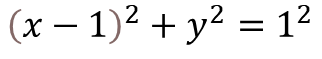 (x − 1)² + y² = 1²